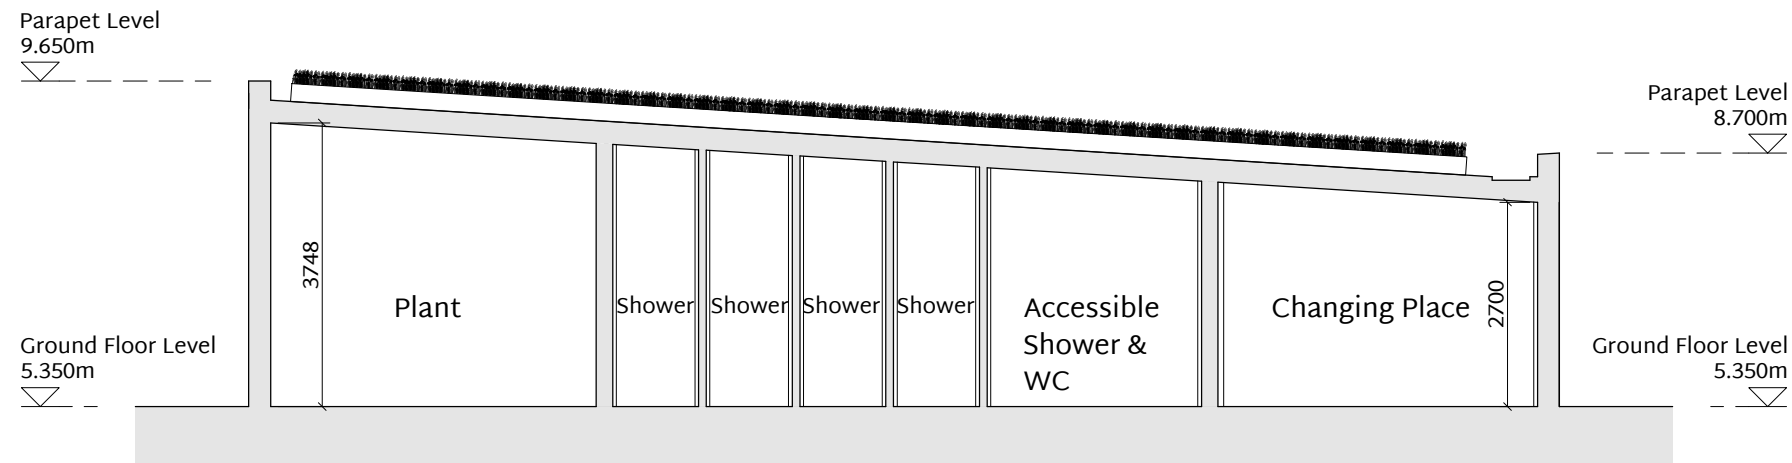 Parapet Level
9.650m
Parapet Level
8.700m
3748
Plant
Shower
Shower
Shower
Shower
Accessible
Shower &
WC
Changing Place
2700
Ground Floor Level
5.350m
Ground Floor Level
5.350m